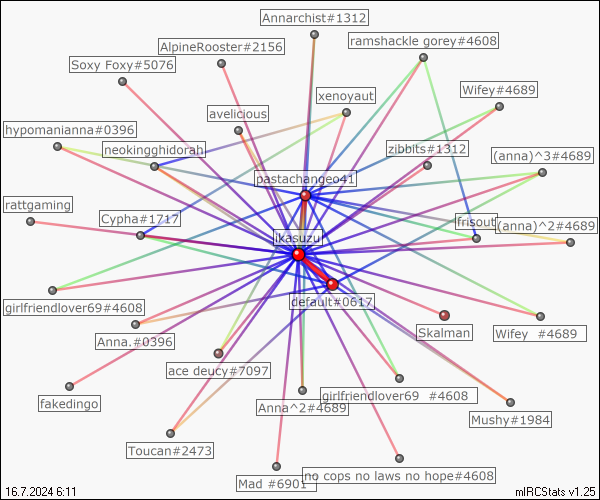 Annarchist#1312
ramshackle gorey#4608
AlpineRooster#2156
Soxy Foxy#5076
Wifey#4689
xenoyaut
avelicious
hypomanianna#0396
neokingghidorah
zibbits#1312
(anna)^3#4689
pastachangeo41
rattgaming
Cypha#1717
frisout
(anna)^2#4689
ikasuzu
default#0617
girlfriendlover69#4608
Anna.#0396
Skalman
Wifey #4689
ace deucy#7097
fakedingo
Anna^2#4689
girlfriendlover69 #4608
Mushy#1984
Toucan#2473
Mad #6901
no cops no laws no hope#4608
16.7.2024 6:11
mIRCStats v1.25